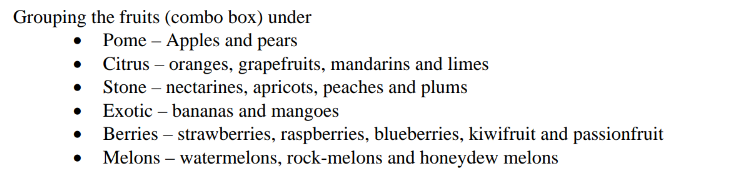 Grouping the fruits (combo box) under
• Pome – Apples and pears
• Citrus – oranges, grapefruits, mandarins and limes
• Stone – nectarines, apricots, peaches and plums
• Exotic – bananas and mangoes
• Berries – strawberries, raspberries, blueberries, kiwifruit and passionfruit
• Melons – watermelons, rock-melons and honeydew melons